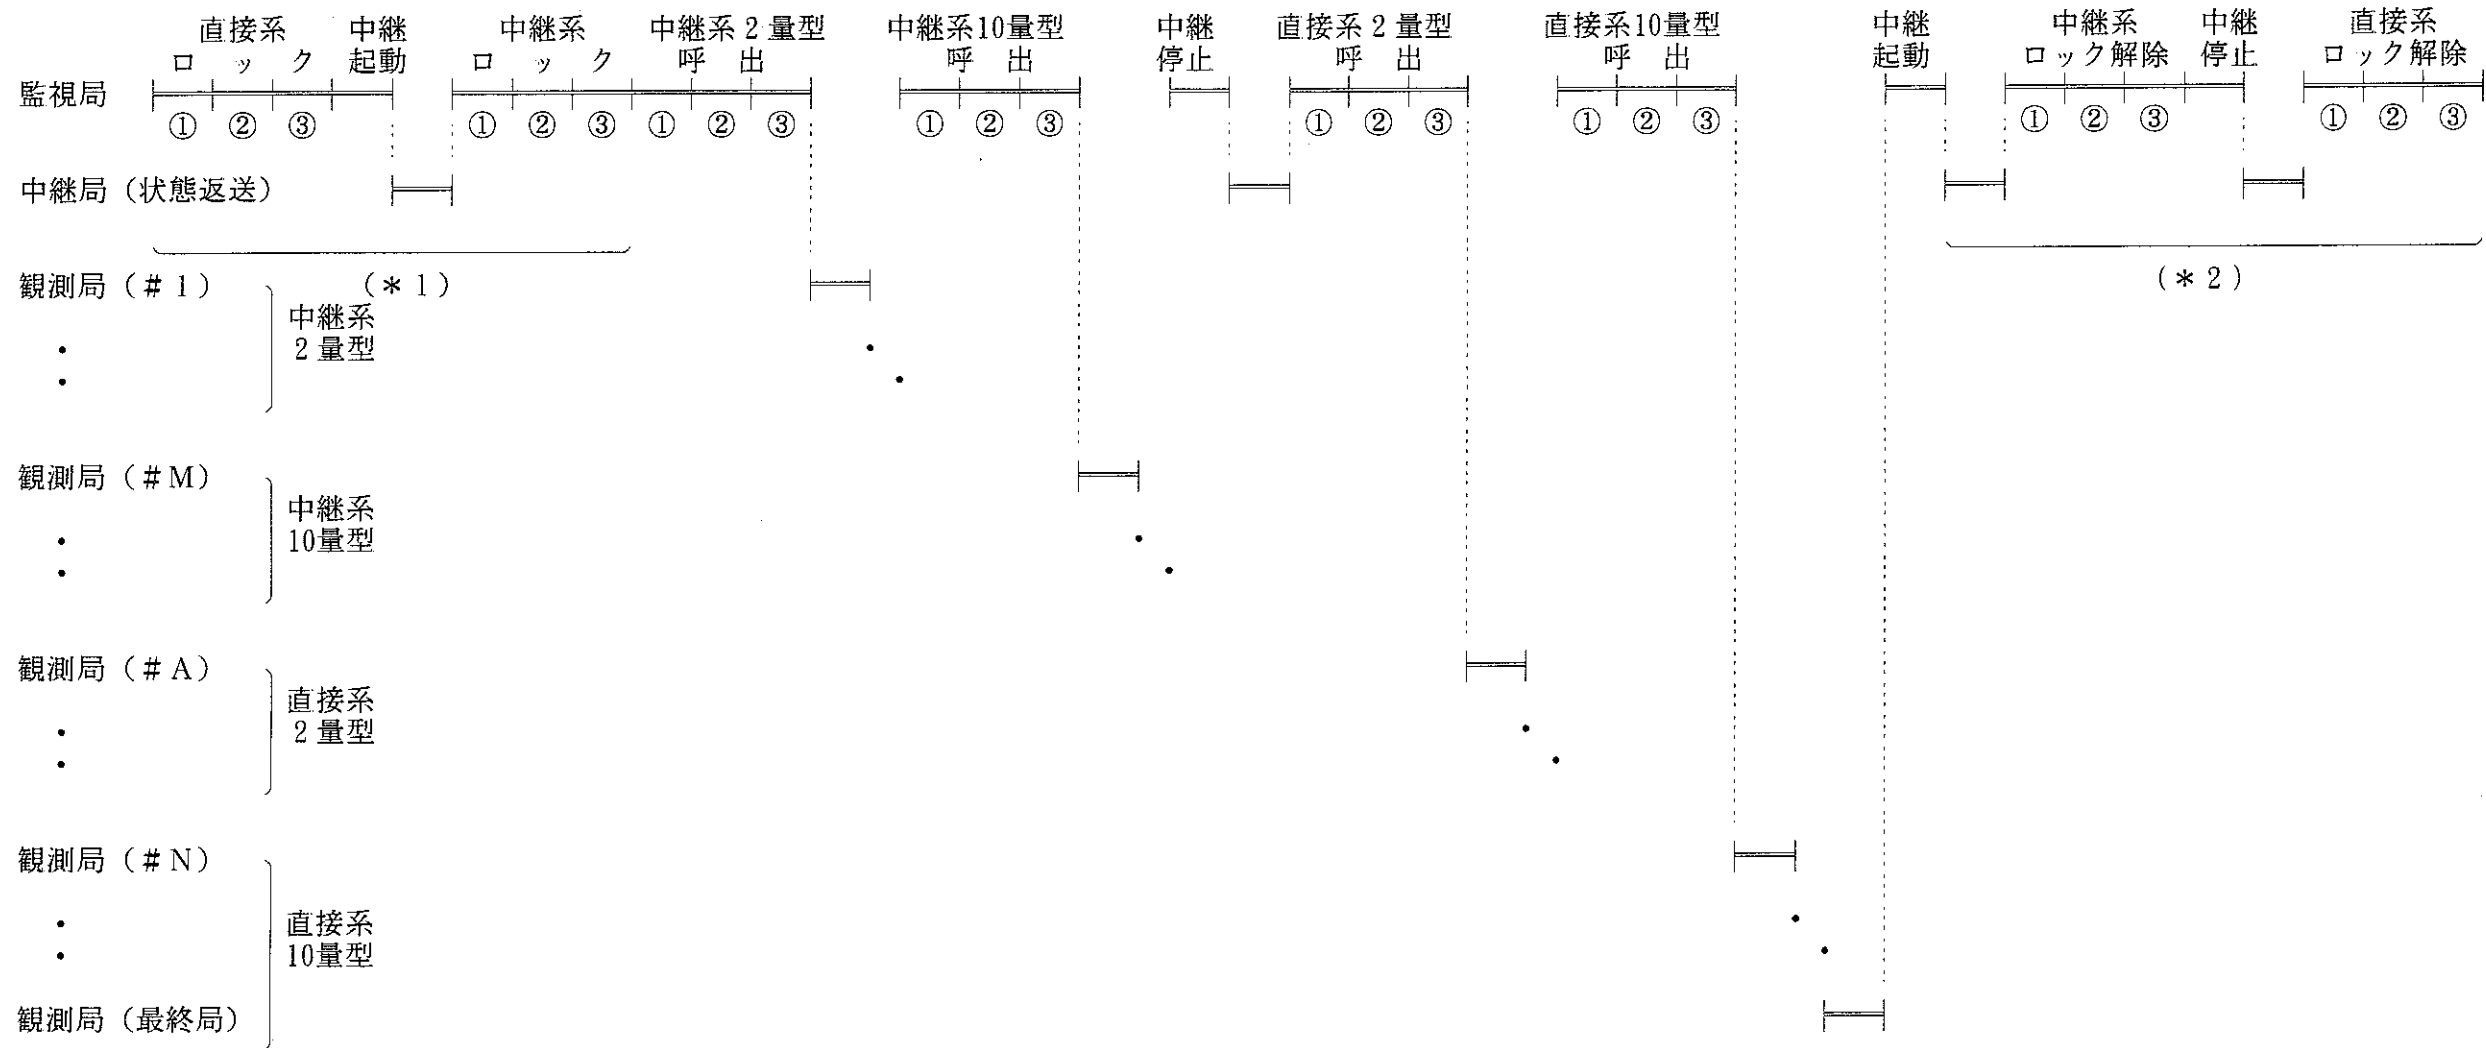 直接系
ロック
中継
起動
中継系
ロック
中継系2量型
呼出
中継系10量型
呼出
中継
停止
直接系2量型
呼出
直接系10量型
呼出
中継
起動
中継系
ロック解除
中継
停止
直接系
ロック解除
監視局
① ② ③ ① ② ③ ① ② ③ ① ② ③ ① ② ③ ① ② ③ ① ② ③ ① ② ③
中継局(状態返送)
(*1)
(*2)
観測局(#1)
中継系
2量型
観測局(#M)
中継系
10量型
観測局(#A)
直接系
2量型
観測局(#N)
直接系
10量型
観測局(最終局)